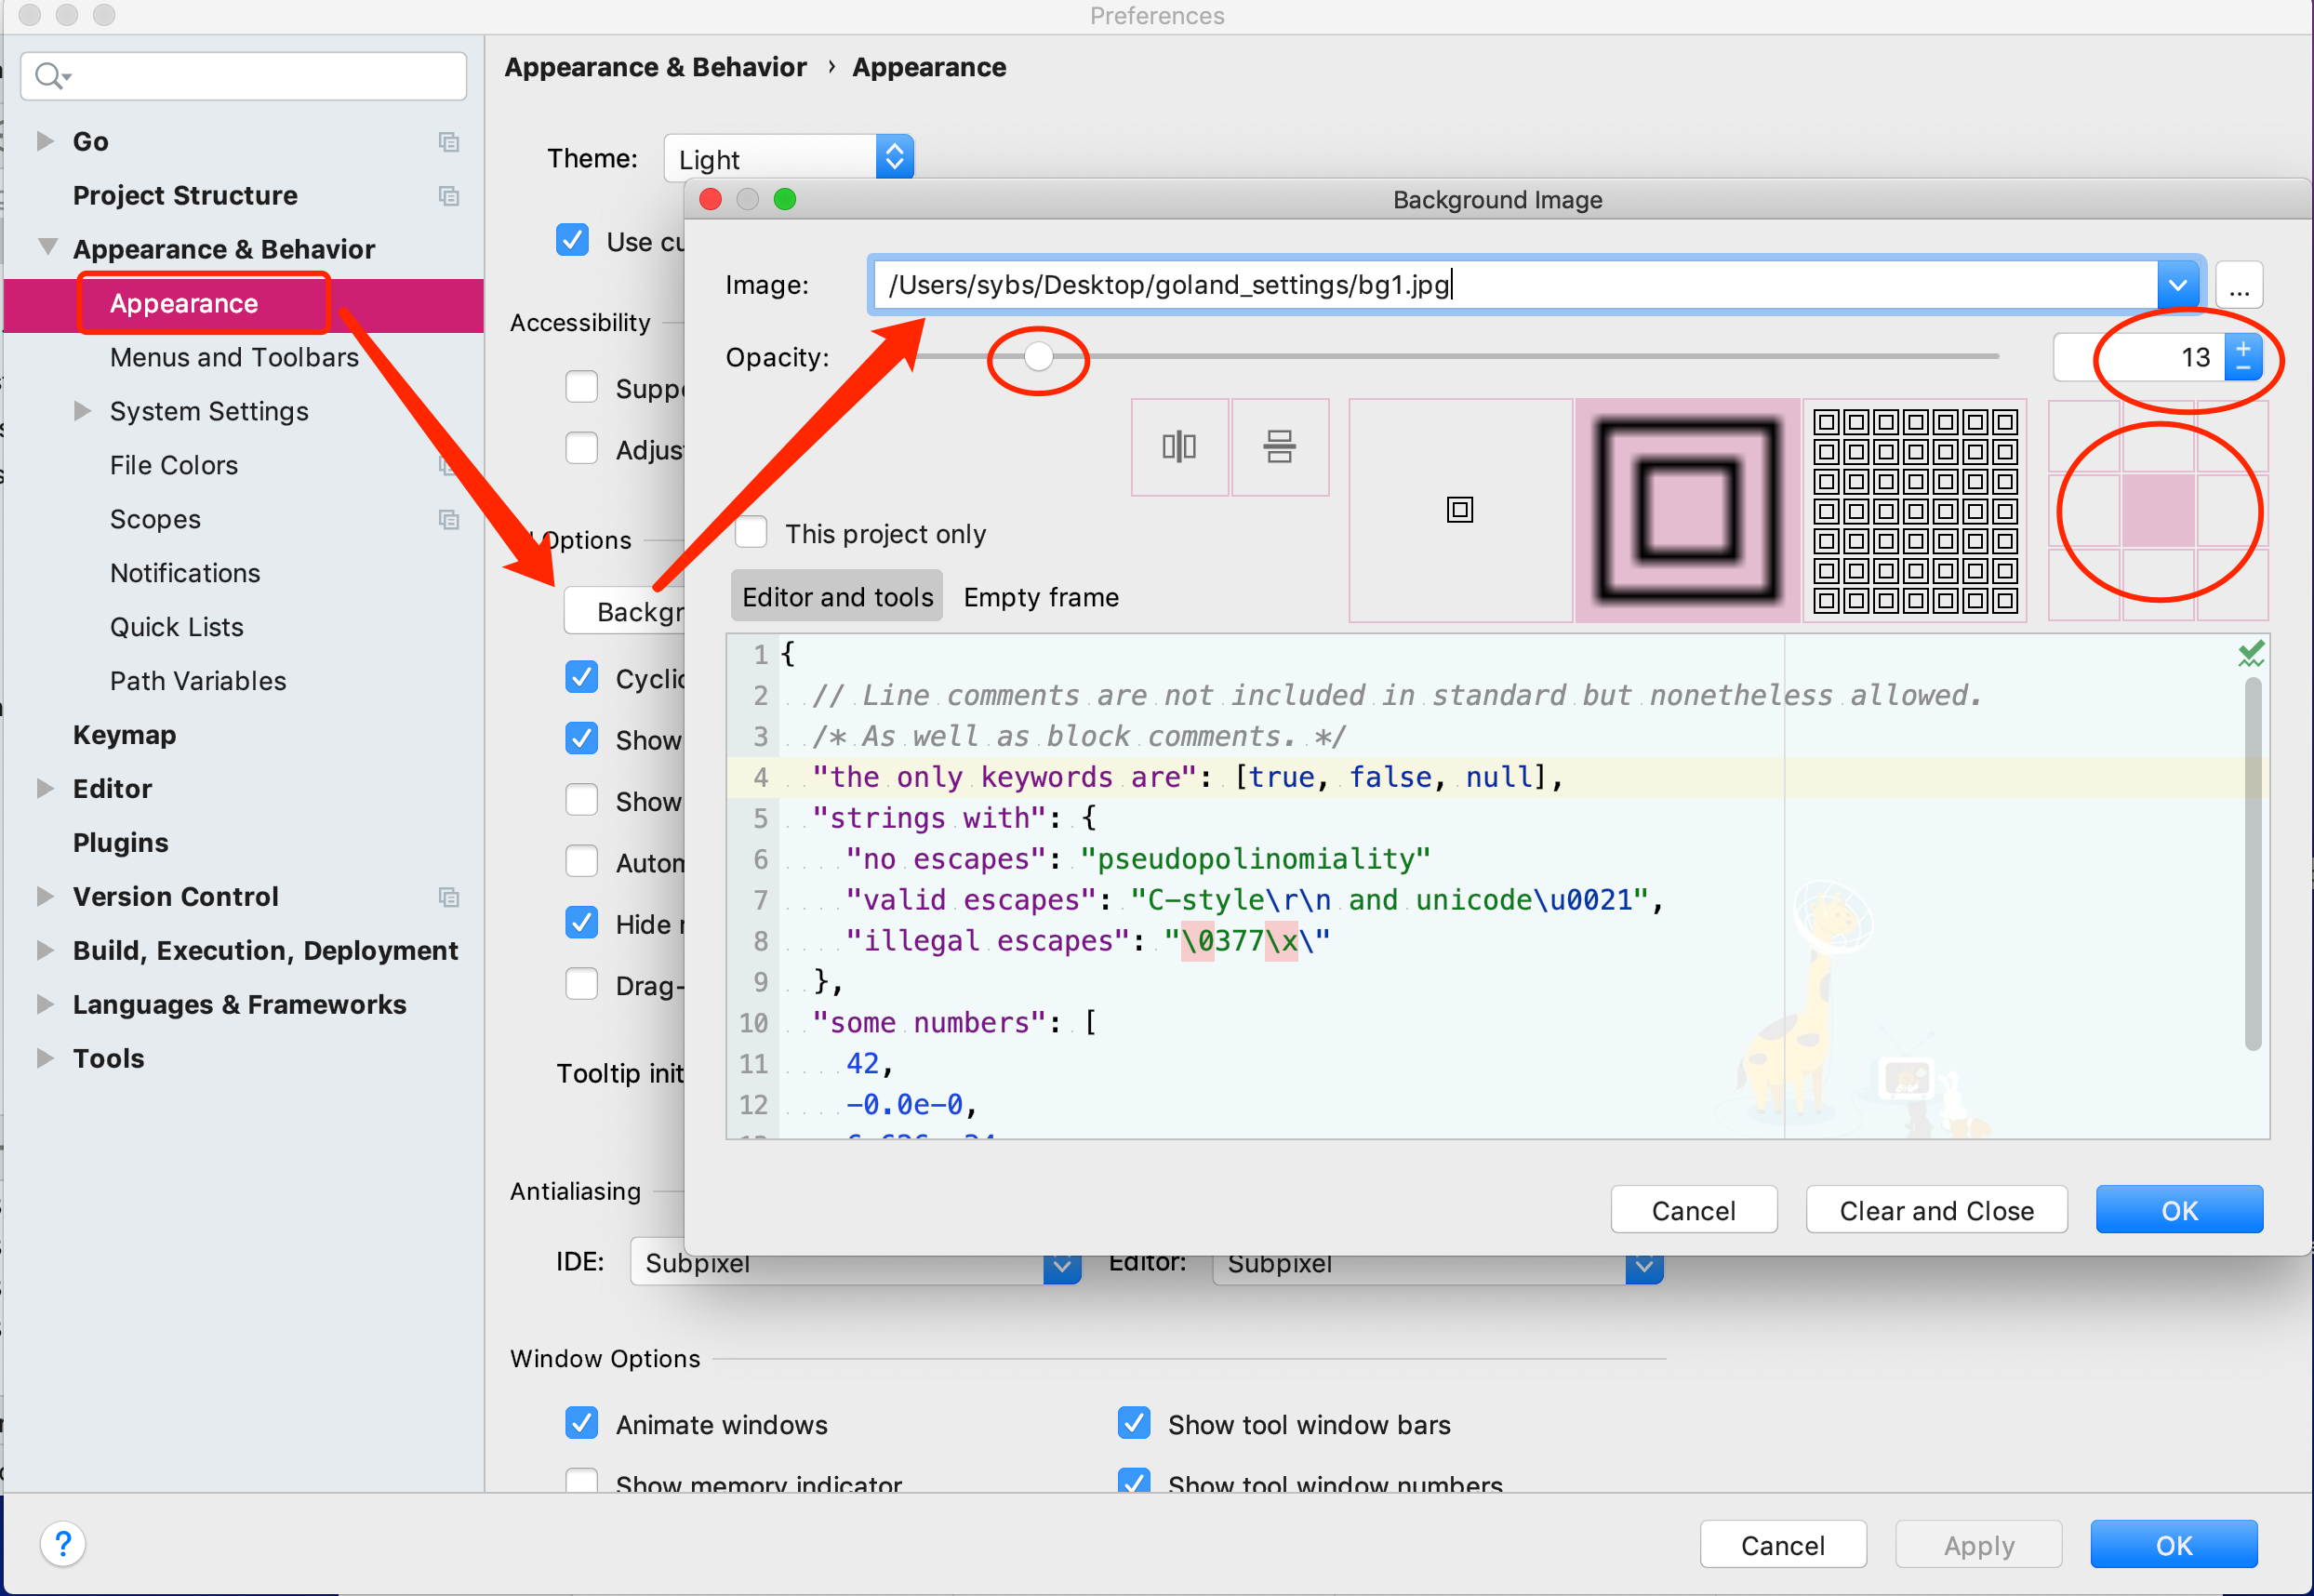 Preferences
Go
Project Structure
Appearance & Behavior
Appearance
Menus and Toolbars
System Settings
File Colors
Scopes
Notifications
Quick Lists
Path Variables
Keymap
Editor
Plugins
Version Control
Build, Execution, Deployment
Languages & Frameworks
Tools
?
Appearance & Behavior › Appearance
Theme: Light
Use cu
Accessibility
Suppo
Adjus
Options
Backgr
Cyclic
Show
Show
Autom
Hide
Drag-
Tooltip init
Antialiasing
IDE: Subpixel Editor: Subpixel
Window Options
Animate windows Show tool window bars
Show memory indicator Show tool window numbers
Cancel Apply OK
Background Image
Image: /Users/sybs/Desktop/goland_settings/bg1.jpg ...
Opacity: 13
This project only
Editor and tools Empty frame
1 {
2 // Line comments are not included in standard but nonetheless allowed.
3 /* As well as block comments. */
4 "the only keywords are": [true, false, null],
5 "strings with": {
6 "no escapes": "pseudopolinomiality"
7 "valid escapes": "C-style\r\n and unicode\u0021",
8 "illegal escapes": "\0377\x\"
9 },
10 "some numbers": [
11 42,
12 -0.0e-0,
Cancel Clear and Close OK